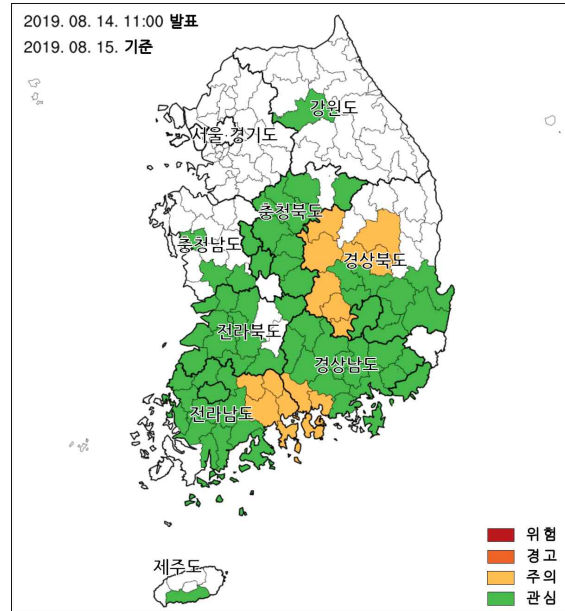 2019. 08. 14. 11:00 발표
2019. 08. 15. 기준
강원도
서울·경기도
충청북도
충청남도
경상북도
전라북도
경상남도
전라남도
제주도
위험
경고
주의
관심